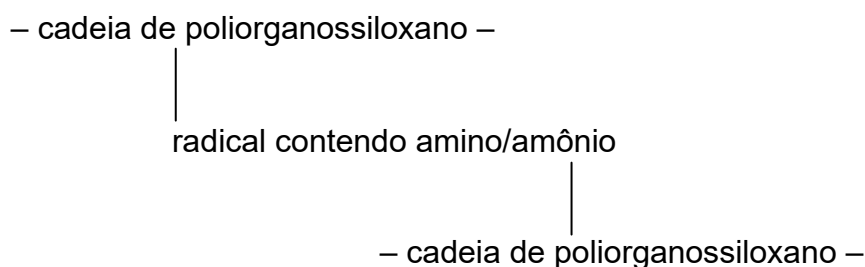 – cadeia de poliorganossiloxano –
radical contendo amino/amônio
– cadeia de poliorganossiloxano –